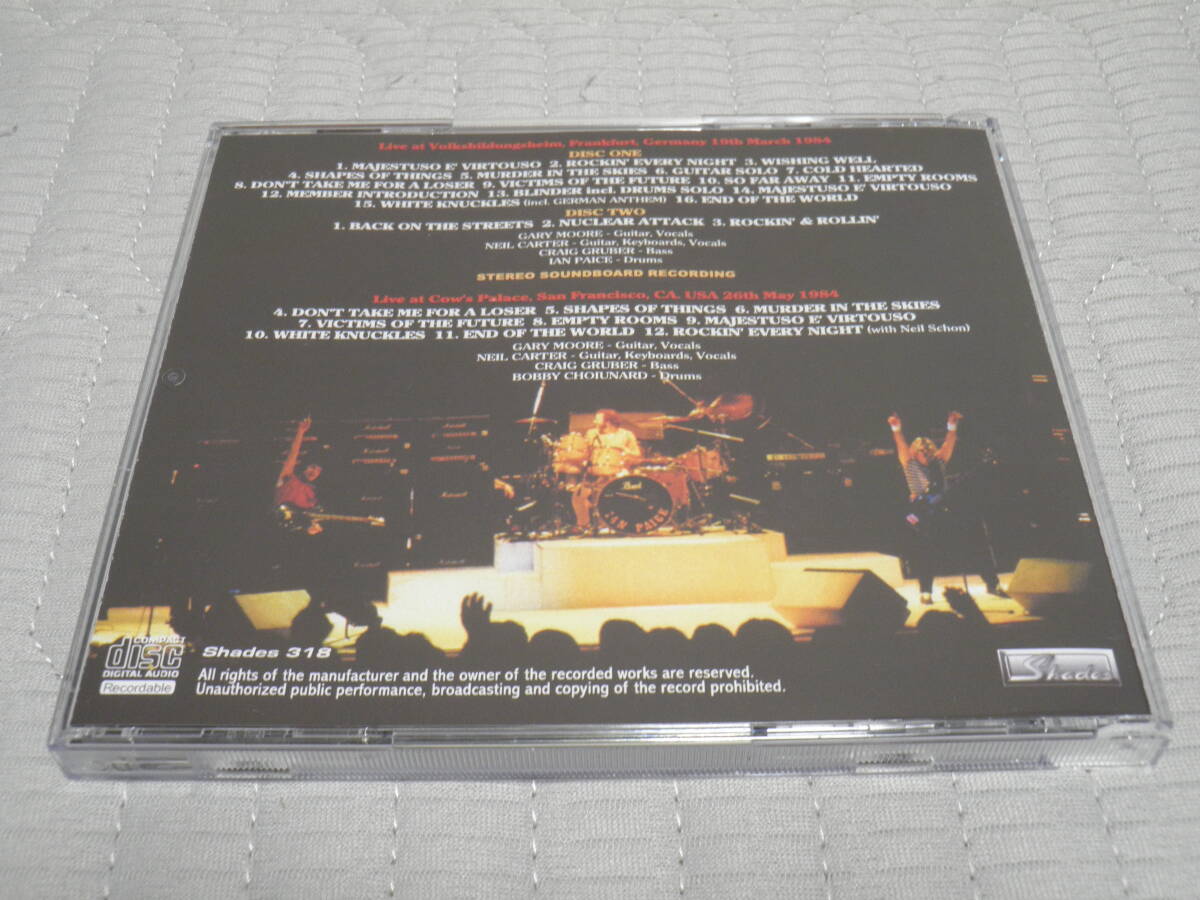 Live at Volksbildungsheim, Frankfurt, Germany 19th March 1984
DISC ONE
1. MAJESTUSO E' VIRTOUSO 2. ROCKIN' EVERY NIGHT 3. WISHING WELL
4. SHAPES OF THINGS 5. MURDER IN THE SKIES 6. GUITAR SOLO 7. COLD HEARTED
8. DON'T TAKE ME FOR A LOSER 9. VICTIMS OF THE FUTURE 10. SO FAR AWAY 11. EMPTY ROOMS
12. MEMBER INTRODUCTION 13. BLINDER incl. DRUMS SOLO 14. MAJESTUSO E' VIRTOUSO
15. WHITE KNUCKLES (incl. GERMAN ANTHEM) 16. END OF THE WORLD
DISC TWO
1. BACK ON THE STREETS 2. NUCLEAR ATTACK 3. ROCKIN' & ROLLIN'
GARY MOORE - Guitar, Vocals
NEIL CARTER - Guitar, Keyboards, Vocals
CRAIG GRUBER - Bass
IAN PAICE - Drums
STEREO SOUNDBOARD RECORDING
Live at Cow's Palace, San Francisco, CA. USA 26th May 1984
4. DON'T TAKE ME FOR A LOSER 5. SHAPES OF THINGS 6. MURDER IN THE SKIES
7. VICTIMS OF THE FUTURE 8. EMPTY ROOMS 9. MAJESTUSO E' VIRTOUSO
10. WHITE KNUCKLES 11. END OF THE WORLD 12. ROCKIN' EVERY NIGHT (with Neil Schon)
GARY MOORE - Guitar, Vocals
NEIL CARTER - Guitar, Keyboards, Vocals
CRAIG GRUBER - Bass
BOBBY CHOIUNARD - Drums
Pearl
IAN PAICE
COMPACT
disc
DIGITAL AUDIO
Recordable
Shades 318
All rights of the manufacturer and the owner of the recorded works are reserved.
Unauthorized public performance, broadcasting and copying of the record prohibited.
Shades